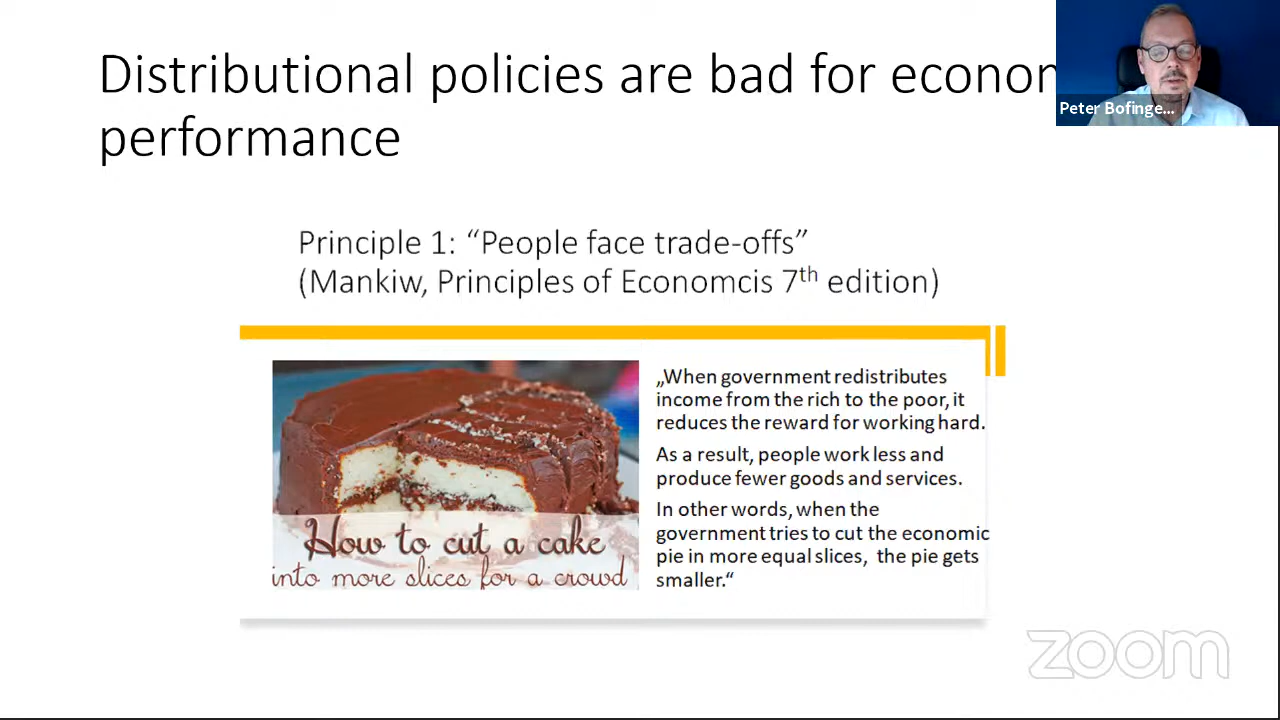 Distributional policies are bad for econom
performance
Peter Bofinge...
Principle 1: “People face trade-offs”
(Mankiw, Principles of Economcis 7th edition)
„When government redistributes
income from the rich to the poor, it
reduces the reward for working hard.
As a result, people work less and
produce fewer goods and services.
In other words, when the
government tries to cut the economic
pie in more equal slices, the pie gets
smaller.“
How to cut a cake
into more slices for a crowd
zoom